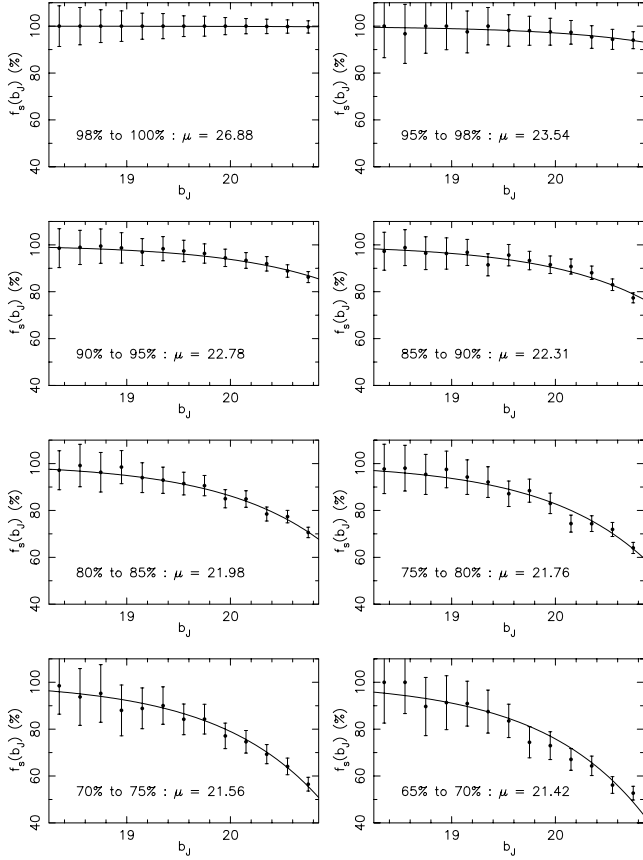 f_s(b_J) (%)
100
80
60
40
98% to 100% : μ = 26.88
19
20
b_J
f_s(b_J) (%)
100
80
60
40
95% to 98% : μ = 23.54
19
20
b_J
f_s(b_J) (%)
100
80
60
40
90% to 95% : μ = 22.78
19
20
b_J
f_s(b_J) (%)
100
80
60
40
85% to 90% : μ = 22.31
19
20
b_J
f_s(b_J) (%)
100
80
60
40
80% to 85% : μ = 21.98
19
20
b_J
f_s(b_J) (%)
100
80
60
40
75% to 80% : μ = 21.76
19
20
b_J
f_s(b_J) (%)
100
80
60
40
70% to 75% : μ = 21.56
19
20
b_J
f_s(b_J) (%)
100
80
60
40
65% to 70% : μ = 21.42
19
20
b_J